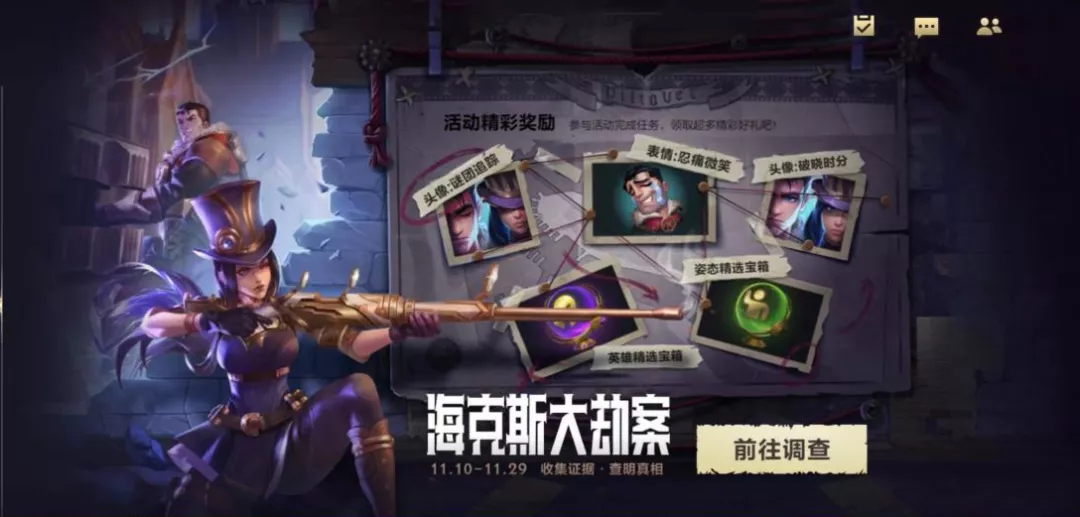 Piltover
活动精彩奖励
参与活动完成任务，领取超多精彩好礼吧！
头像:谜团追踪
表情:忍痛微笑
头像:破晓时分
姿态精选宝箱
英雄精选宝箱
海克斯大劫案
11.10-11.29 收集证据·查明真相
前往调查